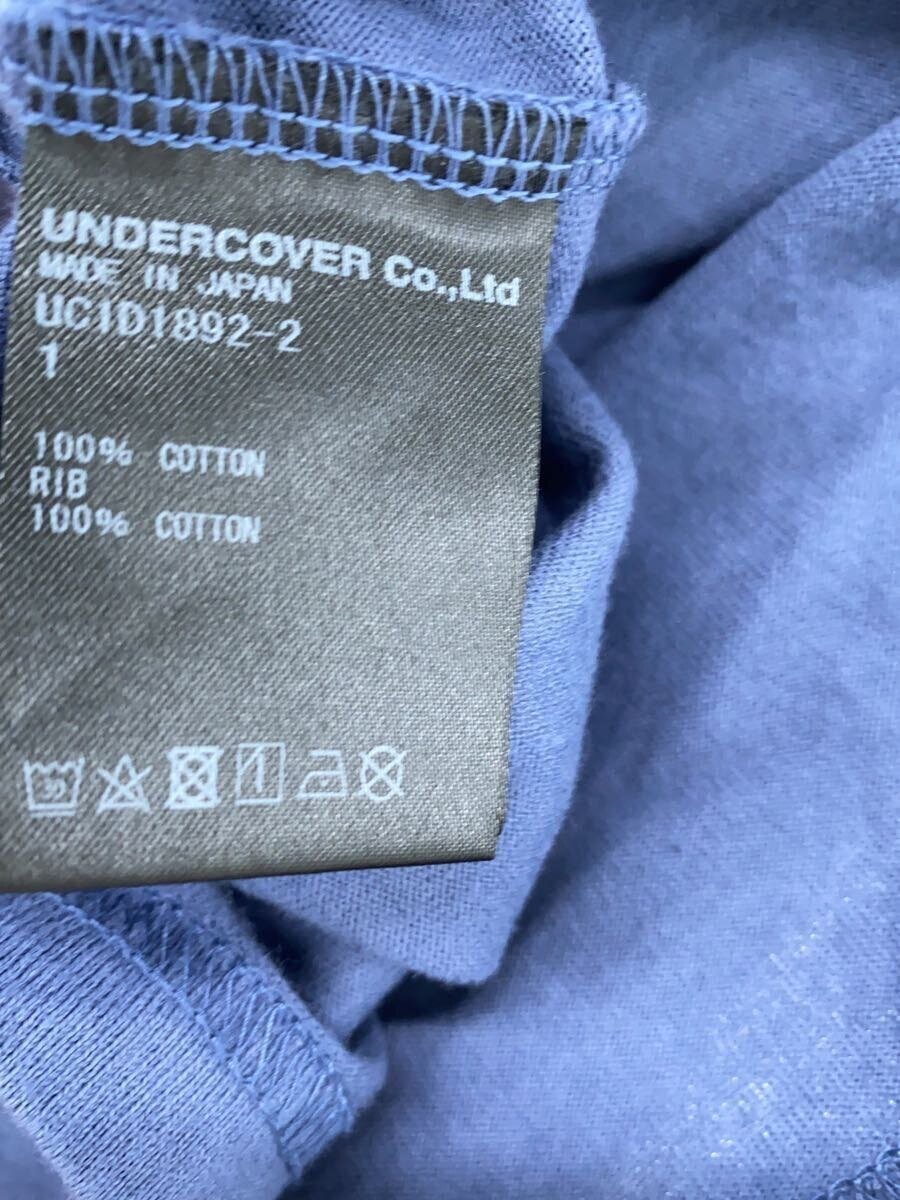 UNDERCOVER Co.,Ltd
MADE IN JAPAN
UC1D1892-2
1
100% COTTON
RIB
100% COTTON